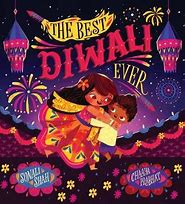 THE BEST
DIWALI
EVER
SONALI SHAH
CHAAYA PRABHAT